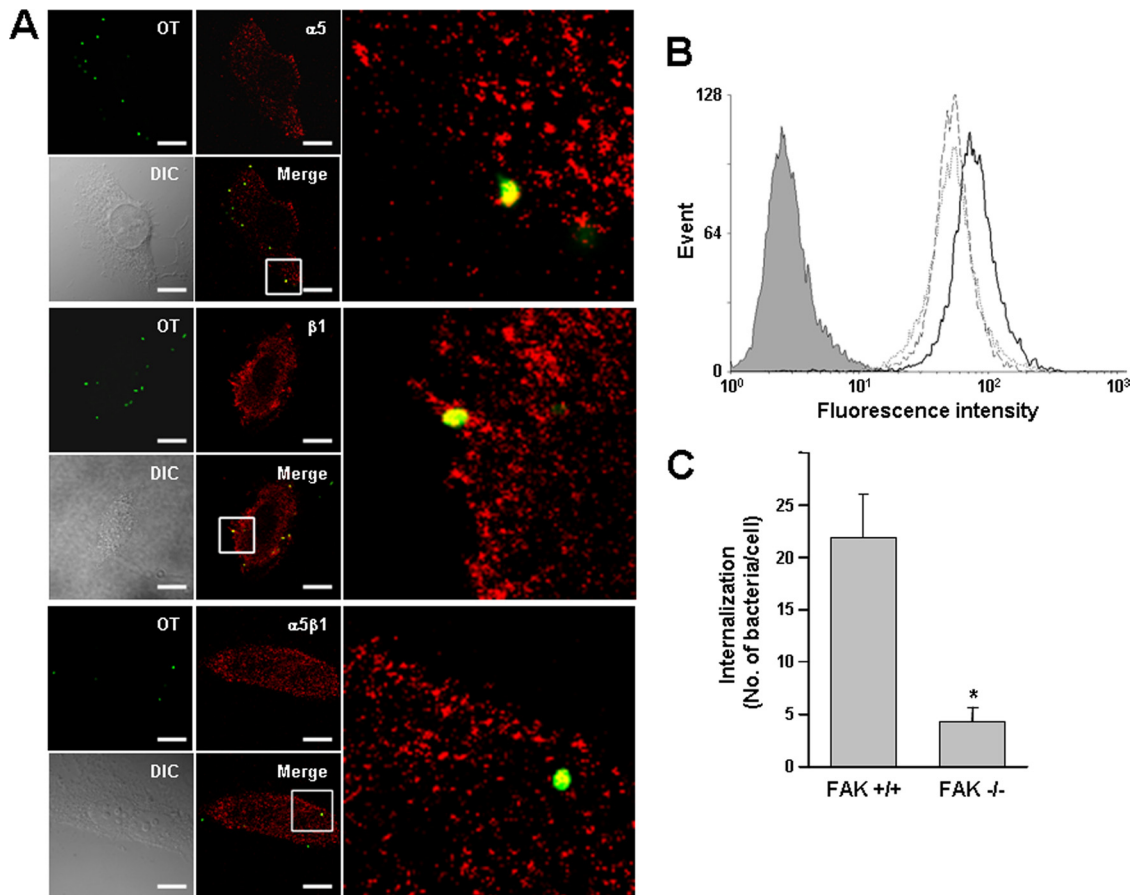 A
OT
α5
DIC
Merge
OT
β1
DIC
Merge
OT
α5β1
DIC
Merge
B
128
64
0
Event
10⁰
10¹
10²
10³
Fluorescence intensity
C
25
20
15
10
5
0
Internalization
(No. of bacteria/cell)
*
FAK +/+
FAK -/-